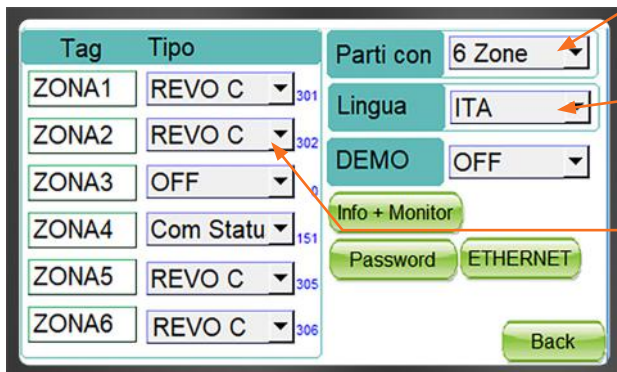 Tag Tipo
ZONA1 REVO C 301
ZONA2 REVO C 302
ZONA3 OFF 0
ZONA4 Com Statu 151
ZONA5 REVO C 305
ZONA6 REVO C 306
Parti con 6 Zone
Lingua ITA
DEMO OFF
Info + Monitor
Password ETHERNET
Back